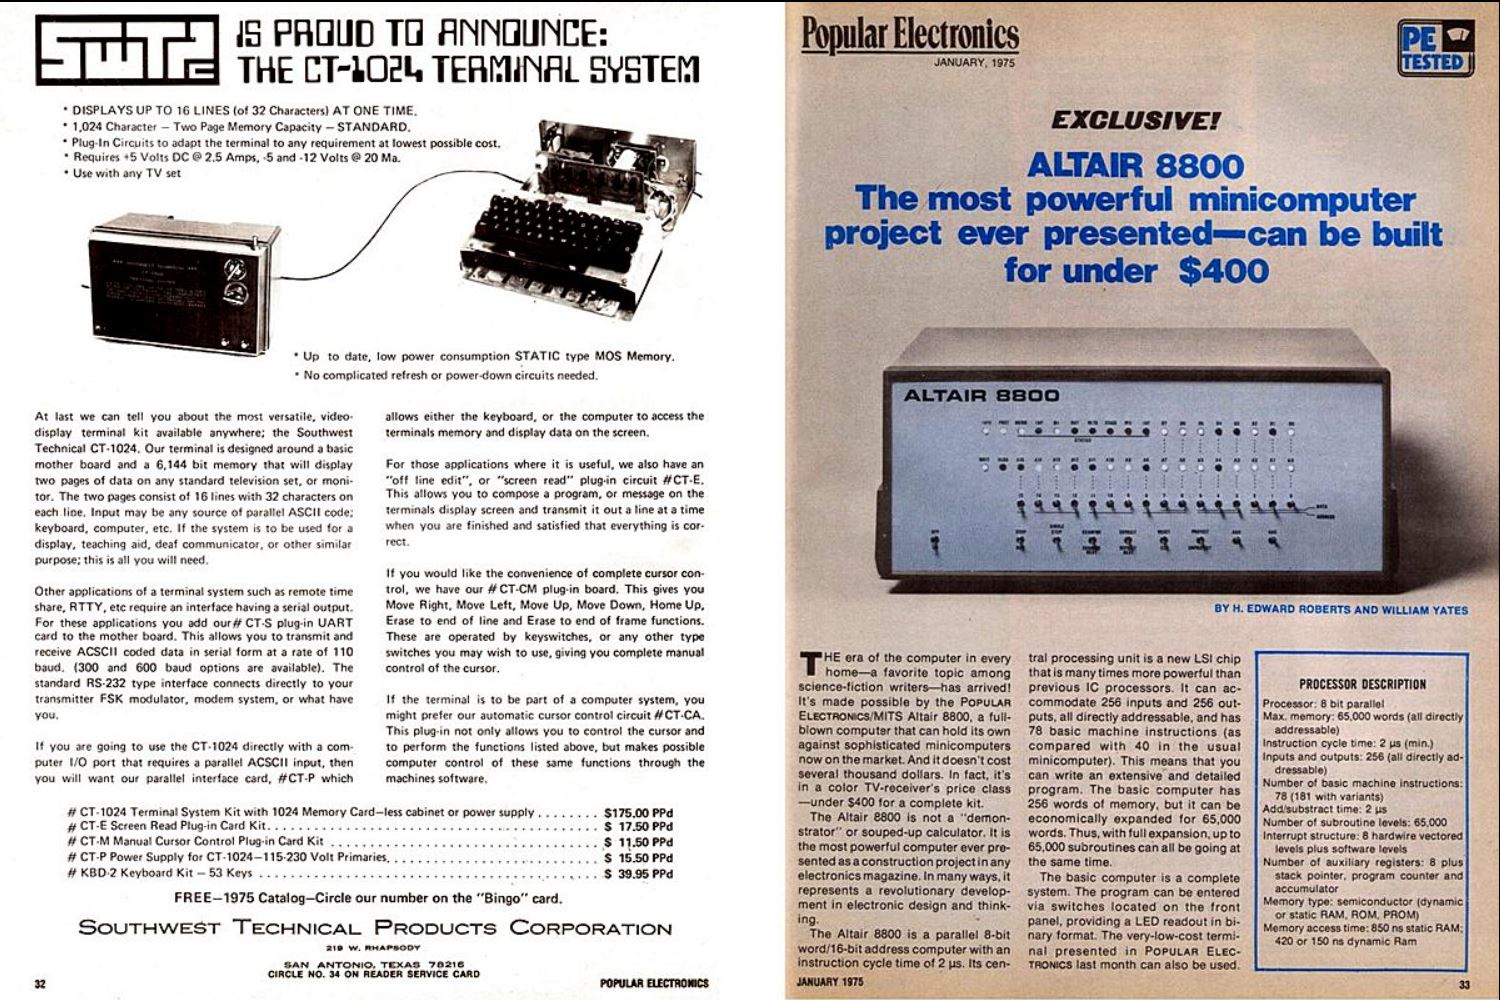 SWTPC
IS PROUD TO ANNOUNCE:
THE CT-1024 TERMINAL SYSTEM
* DISPLAYS UP TO 16 LINES (of 32 Characters) AT ONE TIME.
* 1,024 Character – Two Page Memory Capacity – STANDARD.
* Plug-In Circuits to adapt the terminal to any requirement at lowest possible cost.
* Requires +5 Volts DC @ 2.5 Amps, -5 and -12 Volts @ 20 Ma.
* Use with any TV set
* Up to date, low power consumption STATIC type MOS Memory.
* No complicated refresh or power-down circuits needed.
At last we can tell you about the most versatile, video-
display terminal kit available anywhere; the Southwest
Technical CT-1024. Our terminal is designed around a basic
mother board and a 6,144 bit memory that will display
two pages of data on any standard television set, or moni-
tor. The two pages consist of 16 lines with 32 characters on
each line. Input may be any source of parallel ASCII code;
keyboard, computer, etc. If the system is to be used for a
display, teaching aid, deaf communicator, or other similar
purpose; this is all you will need.
Other applications of a terminal system such as remote time
share, RTTY, etc require an interface having a serial output.
For these applications you add our # CT-S plug-in UART
card to the mother board. This allows you to transmit and
receive ACSCII coded data in serial form at a rate of 110
baud. (300 and 600 baud options are available). The
standard RS-232 type interface connects directly to your
transmitter FSK modulator, modem system, or what have
you.
If you are going to use the CT-1024 directly with a com-
puter I/O port that requires a parallel ASCII input, then
you will want our parallel interface card, #CT-P which
allows either the keyboard, or the computer to access the
terminals memory and display data on the screen.
For those applications where it is useful, we also have an
"off line edit", or "screen read" plug-in circuit #CT-E.
This allows you to compose a program, or message on the
terminals display screen and transmit it out a line at a time
when you are finished and satisfied that everything is cor-
rect.
If you would like the convenience of complete cursor con-
trol, we have our #CT-CM plug-in board. This gives you
Move Right, Move Left, Move Up, Move Down, Home Up,
Erase to end of line and Erase to end of frame functions.
These are operated by keyswitches, or any other type
switches you may wish to use, giving you complete manual
control of the cursor.
If the terminal is to be part of a computer system, you
might prefer our automatic cursor control circuit #CT-CA.
This plug-in not only allows you to control the cursor and
to perform the functions listed above, but makes possible
computer control of these same functions through the
machines software.
# CT-1024 Terminal System Kit with 1024 Memory Card–less cabinet or power supply . . . . . . . . $175.00 PPd
# CT-E Screen Read Plug-in Card Kit. . . . . . . . $ 17.50 PPd
# CT-M Manual Cursor Control Plug-in Card Kit . . . . . . . . $ 11.50 PPd
# CT-P Power Supply for CT-1024–115-230 Volt Primaries. . . . . . . . $ 15.50 PPd
# KBD-2 Keyboard Kit – 53 Keys . . . . . . . . $ 39.95 PPd
FREE–1975 Catalog–Circle our number on the "Bingo" card.
SOUTHWEST TECHNICAL PRODUCTS CORPORATION
219 W. RHAPSODY
SAN ANTONIO, TEXAS 78216
CIRCLE NO. 34 ON READER SERVICE CARD
32
POPULAR ELECTRONICS
Popular Electronics
JANUARY, 1975
PE
TESTED
EXCLUSIVE!
ALTAIR 8800
The most powerful minicomputer
project ever presented—can be built
for under $400
ALTAIR 8800
BY H. EDWARD ROBERTS AND WILLIAM YATES
THE era of the computer in every
home—a favorite topic among
science-fiction writers—has arrived!
It's made possible by the POPULAR
ELECTRONICS/MITS Altair 8800, a full-
blown computer that can hold its own
against sophisticated minicomputers
now on the market. And it doesn't cost
several thousand dollars. In fact, it's
in a color TV-receiver's price class
—under $400 for a complete kit.
The Altair 8800 is not a "demon-
strator" or souped-up calculator. It is
the most powerful computer ever pre-
sented as a construction project in any
electronics magazine. In many ways, it
represents a revolutionary develop-
ment in electronic design and think-
ing.
The Altair 8800 is a parallel 8-bit
word/16-bit address computer with an
instruction cycle time of 2 μs. Its cen-
tral processing unit is a new LSI chip
that is many times more powerful than
previous IC processors. It can ac-
commodate 256 inputs and 256 out-
puts, all directly addressable, and has
78 basic machine instructions (as
compared with 40 in the usual
minicomputer). This means that you
can write an extensive and detailed
program. The basic computer has
256 words of memory, but it can be
economically expanded for 65,000
words. Thus, with full expansion, up to
65,000 subroutines can all be going at
the same time.
The basic computer is a complete
system. The program can be entered
via switches located on the front
panel, providing a LED readout in bi-
nary format. The very-low-cost termi-
nal presented in POPULAR ELEC-
TRONICS last month can also be used.
PROCESSOR DESCRIPTION
Processor: 8 bit parallel
Max. memory: 65,000 words (all directly
addressable)
Instruction cycle time: 2 μs (min.)
Inputs and outputs: 256 (all directly ad-
dressable)
Number of basic machine instructions:
78 (181 with variants)
Add/substract time: 2 μs
Number of subroutine levels: 65,000
Interrupt structure: 8 hardwire vectored
levels plus software levels
Number of auxiliary registers: 8 plus
stack pointer, program counter and
accumulator
Memory type: semiconductor (dynamic
or static RAM, ROM, PROM)
Memory access time: 850 ns static RAM;
420 or 150 ns dynamic Ram
JANUARY 1975
33